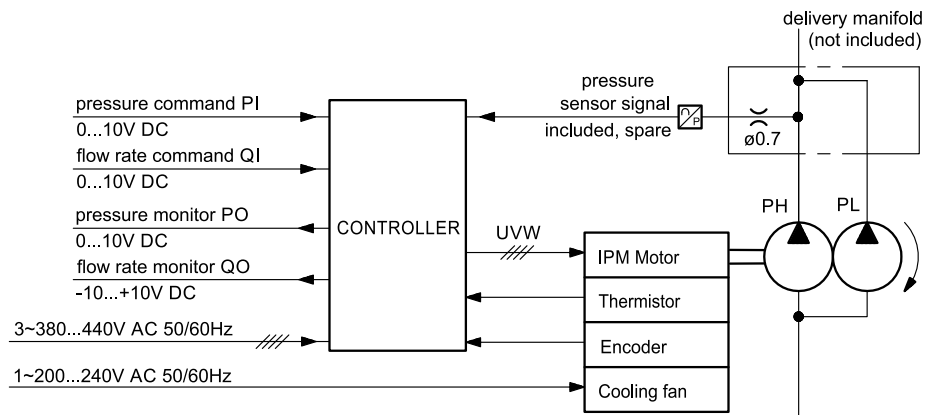 delivery manifold
(not included)
pressure
sensor signal
included, spare
P
ø0.7
pressure command PI
0...10V DC
flow rate command QI
0...10V DC
pressure monitor PO
0...10V DC
flow rate monitor QO
-10...+10V DC
3~380...440V AC 50/60Hz
1~200...240V AC 50/60Hz
CONTROLLER
UVW
IPM Motor
Thermistor
Encoder
Cooling fan
PH
PL